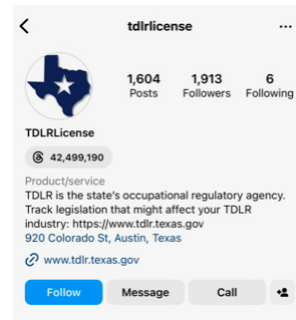 tdlrlicense
1,604 1,913 6
Posts Followers Following
TDLRLicense
42,499,190
Product/service
TDLR is the state's occupational regulatory agency.
Track legislation that might affect your TDLR
industry: https://www.tdlr.texas.gov
920 Colorado St, Austin, Texas
www.tdlr.texas.gov
Follow Message Call